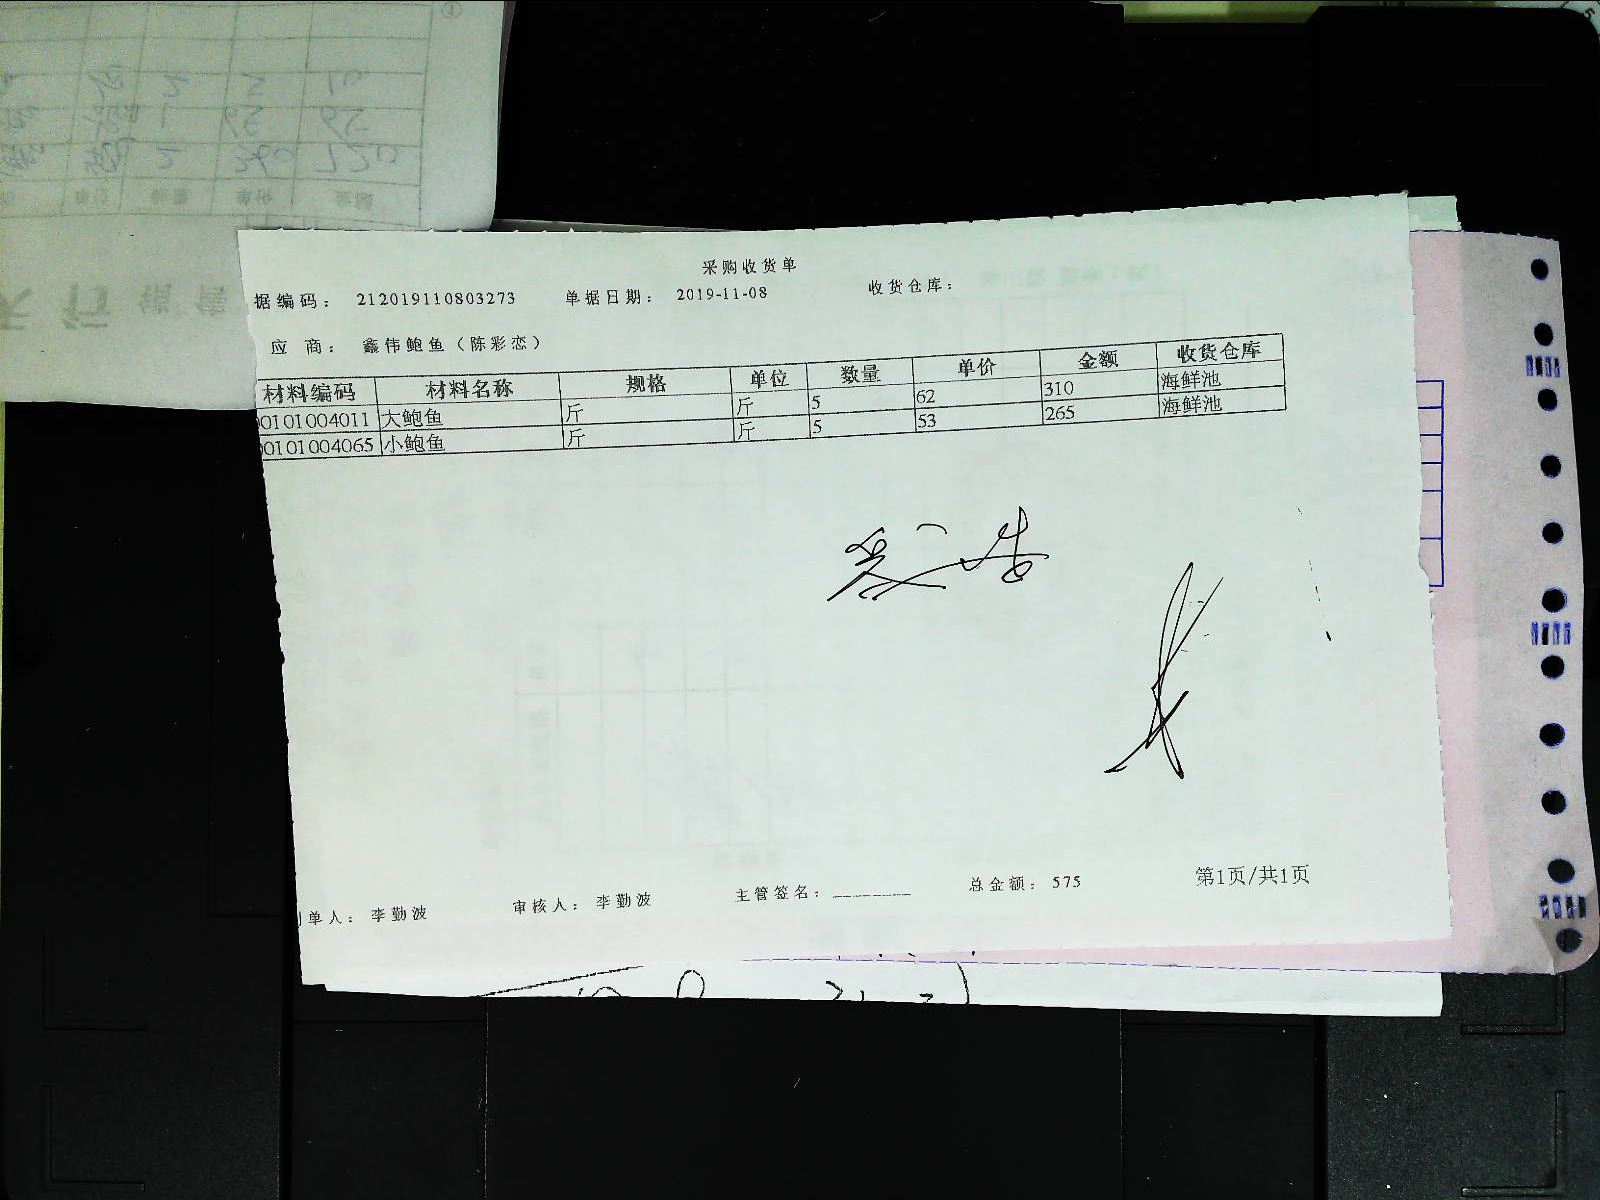 采购收货单
据编码： 212019110803273 单据日期： 2019-11-08 收货仓库：
应 商： 鑫伟鲍鱼（陈彩恋）
材料编码 材料名称 规格 单位 数量 单价 金额 收货仓库
00101004011 大鲍鱼 斤 斤 5 62 310 海鲜池
00101004065 小鲍鱼 斤 斤 5 53 265 海鲜池
单人： 李勤波 审核人： 李勤波 主管签名： 总金额： 575 第1页/共1页